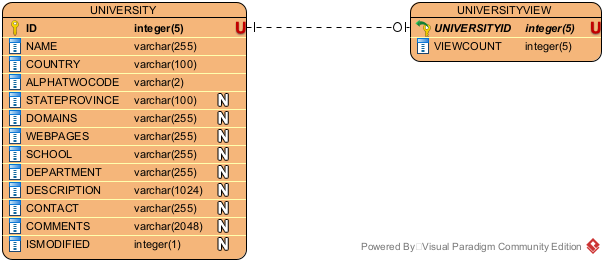 UNIVERSITY
ID integer(5) U
NAME varchar(255)
COUNTRY varchar(100)
ALPHATWOCODE varchar(2)
STATEPROVINCE varchar(100) N
DOMAINS varchar(255) N
WEBPAGES varchar(255) N
SCHOOL varchar(255) N
DEPARTMENT varchar(255) N
DESCRIPTION varchar(1024) N
CONTACT varchar(255) N
COMMENTS varchar(2048) N
ISMODIFIED integer(1) N
UNIVERSITYVIEW
UNIVERSITYID integer(5) U
VIEWCOUNT integer(5)
Powered By Visual Paradigm Community Edition